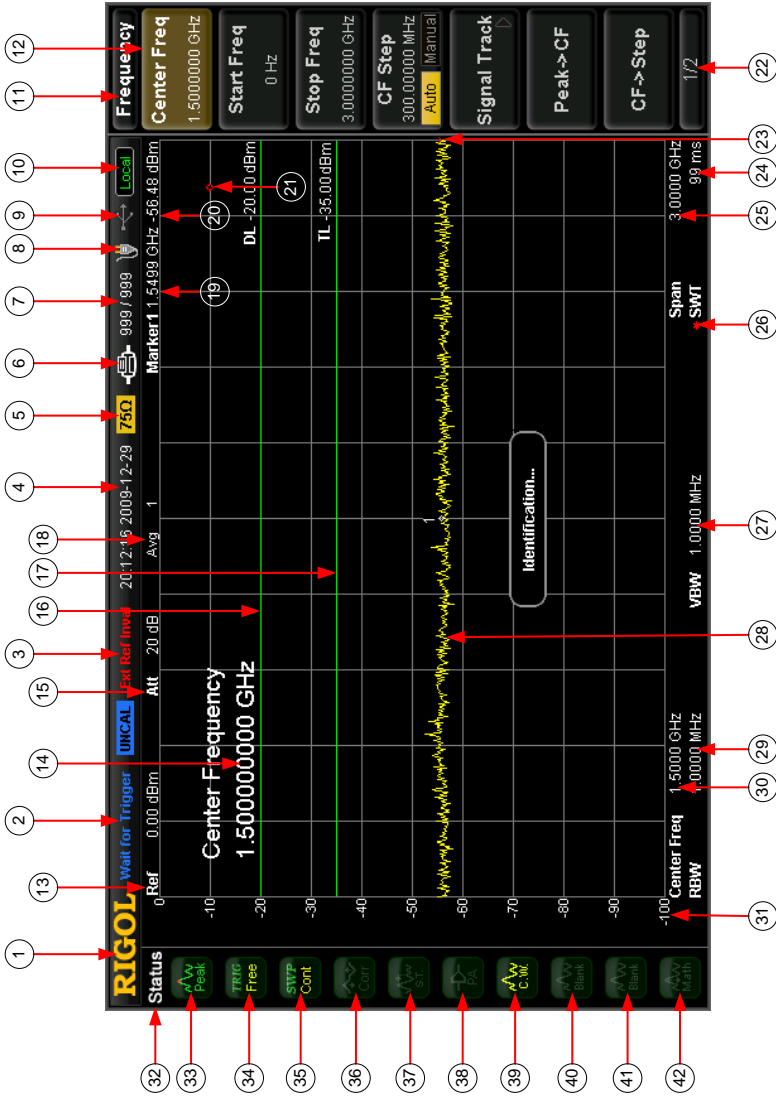 1 2 3 4 5 6 7 8 9 10 11 12
RIGOL Wait for Trigger UNCAL Ext Ref Inval 20:12:16 2009-12-29 75Ω 999 / 999 Local
Frequency
Status
Ref 0.00 dBm Att 20 dB Avg 1 Marker1 1.5499 GHz -56.48 dBm
13 14 15 16 17 18 19 20 21
Center Frequency
1.500000000 GHz
DL -20.00 dBm
TL -35.00 dBm
0
-10
-20
-30
-40
-50
-60
-70
-80
-90
-100
1
Identification...
Center Freq 1.5000 GHz Span 3.0000 GHz
RBW 1.0000 MHz VBW 1.0000 MHz *SWT 99 ms
Peak
TRIG
Free
SWP
Cont
Corr
S.T.
PA
C.W.
Blank
Blank
Math
Center Freq
1.5000000 GHz
Start Freq
0 Hz
Stop Freq
3.0000000 GHz
CF Step
300.00000 MHz
Auto Manual
Signal Track
Peak->CF
CF->Step
1/2
32
33
34
35
36
37
38
39
40
41
42
31 30 29 28 27 26 25 24 23 22